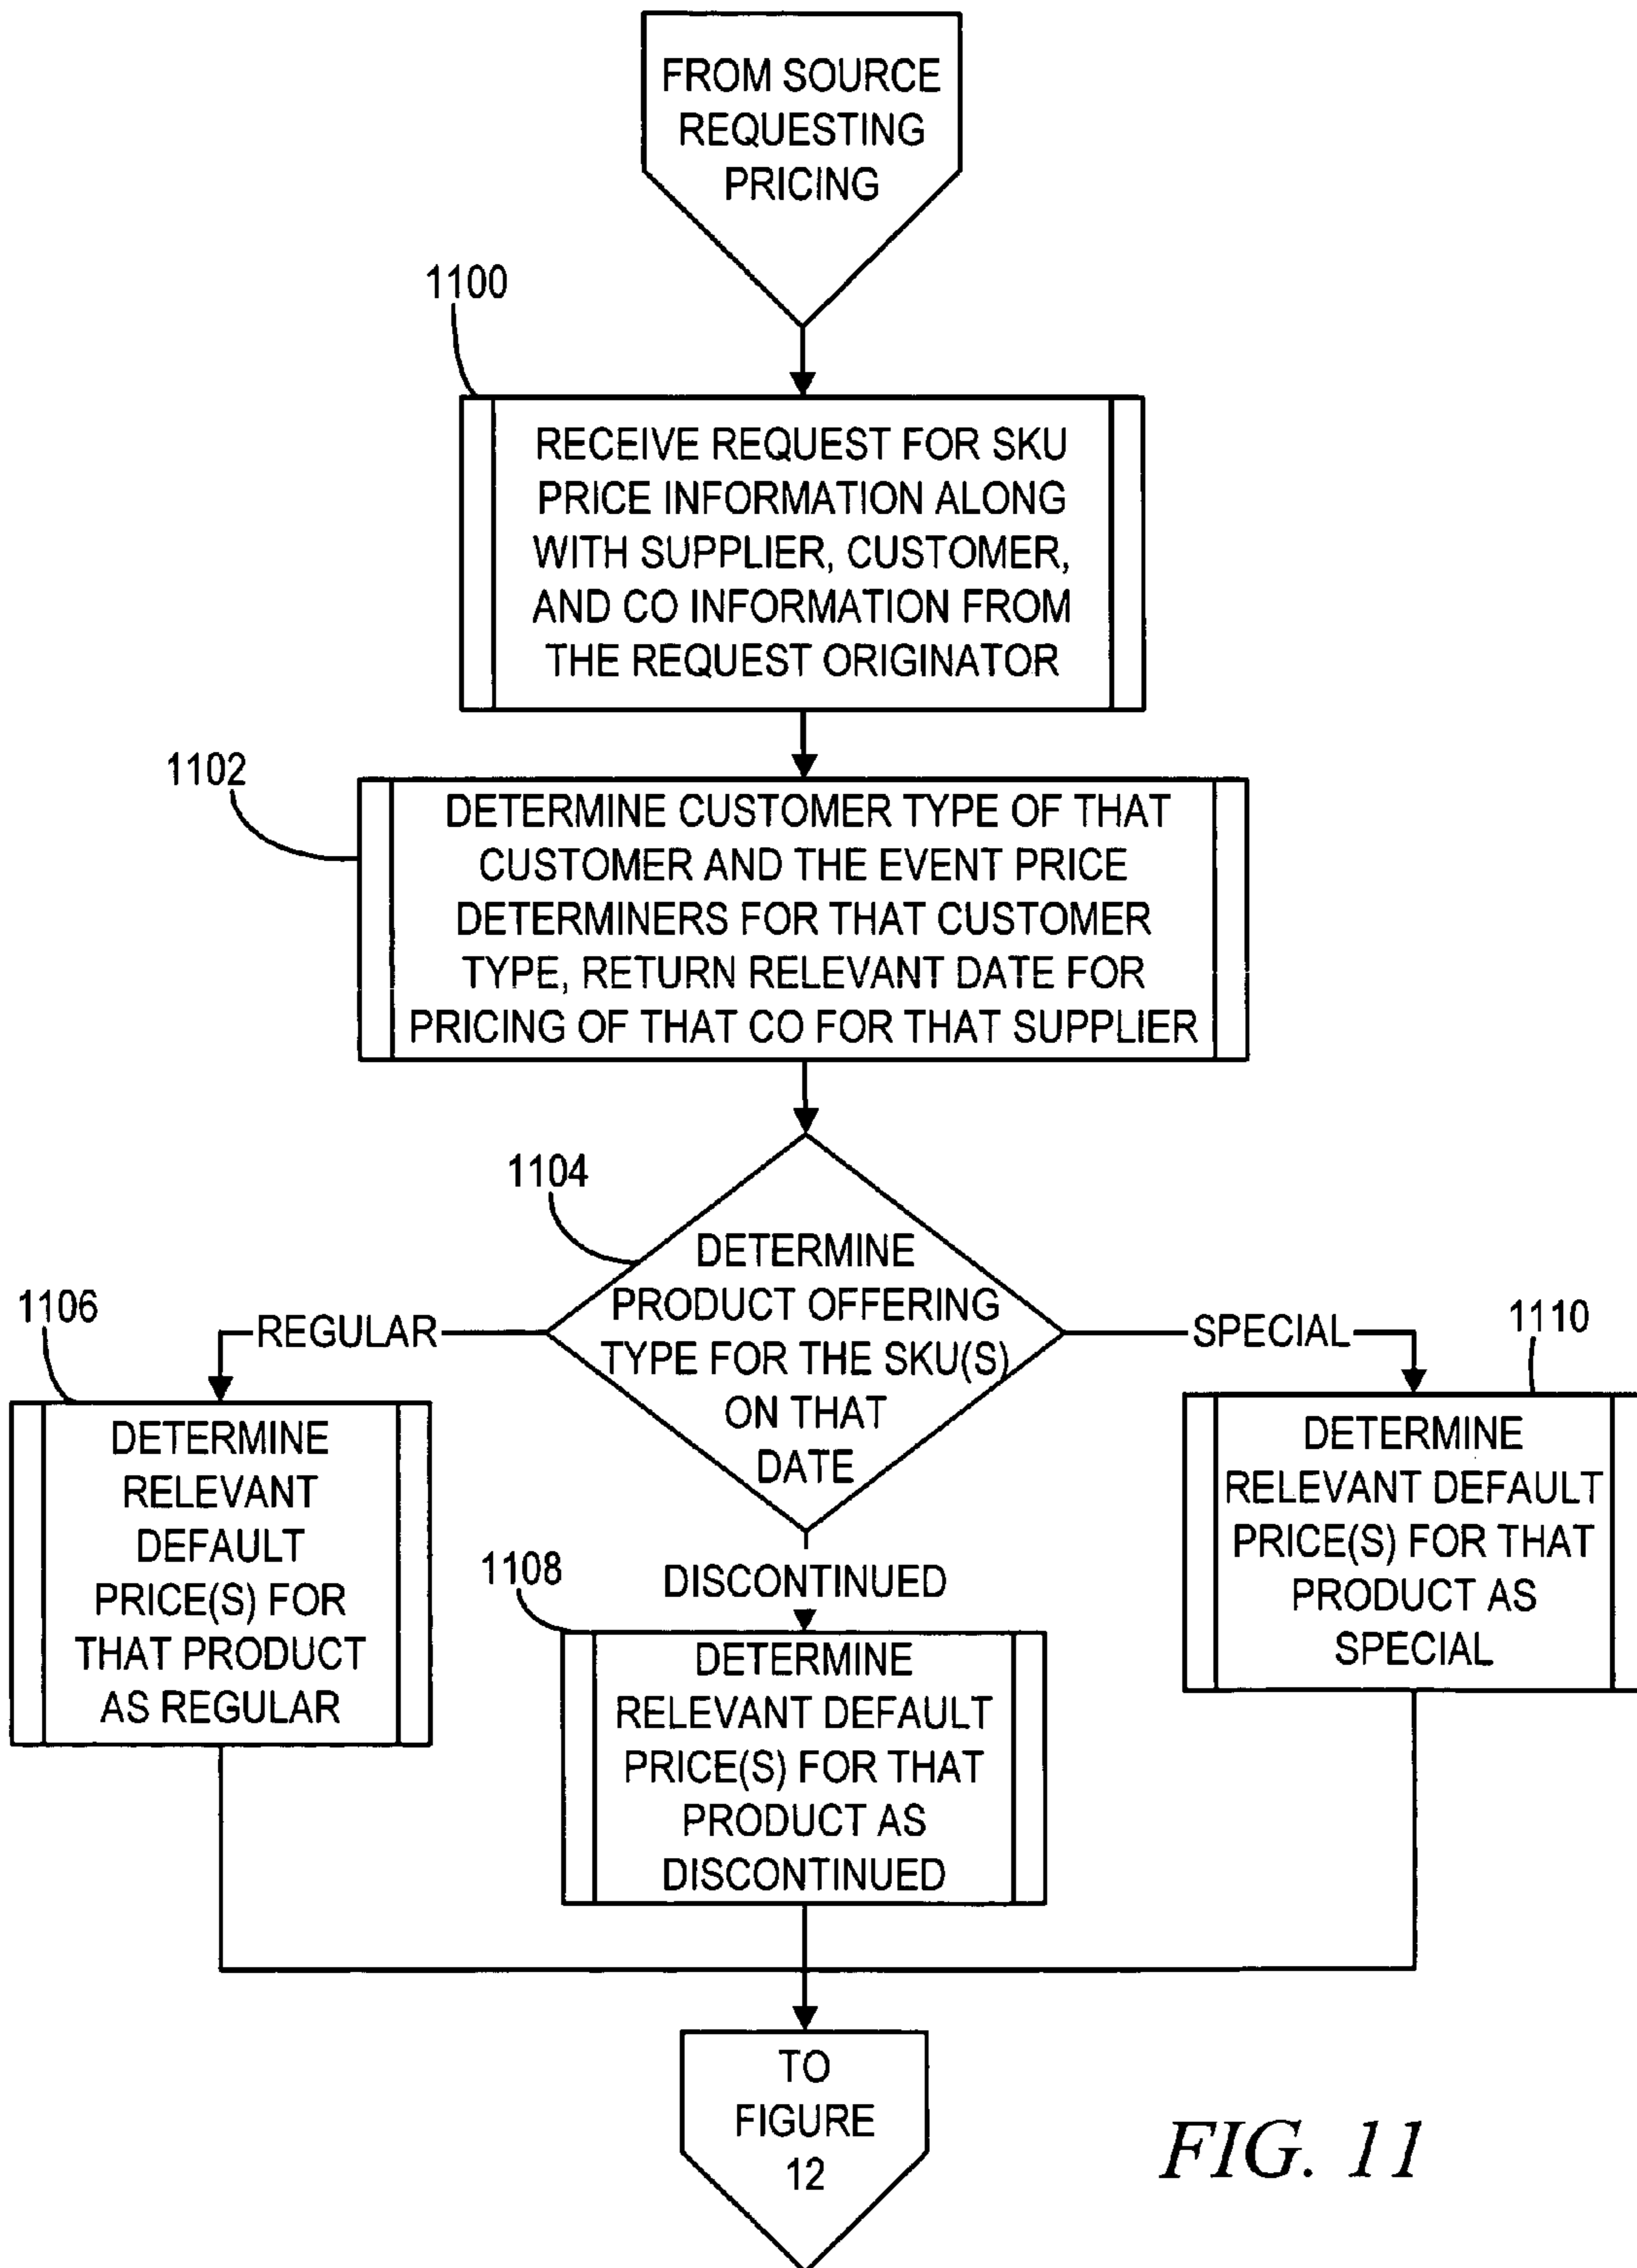 FROM SOURCE
REQUESTING
PRICING
1100
RECEIVE REQUEST FOR SKU
PRICE INFORMATION ALONG
WITH SUPPLIER, CUSTOMER,
AND CO INFORMATION FROM
THE REQUEST ORIGINATOR
1102
DETERMINE CUSTOMER TYPE OF THAT
CUSTOMER AND THE EVENT PRICE
DETERMINERS FOR THAT CUSTOMER
TYPE, RETURN RELEVANT DATE FOR
PRICING OF THAT CO FOR THAT SUPPLIER
1104
DETERMINE
PRODUCT OFFERING
TYPE FOR THE SKU(S)
ON THAT
DATE
REGULAR
SPECIAL
DISCONTINUED
1106
DETERMINE
RELEVANT
DEFAULT
PRICE(S) FOR
THAT PRODUCT
AS REGULAR
1108
DETERMINE
RELEVANT DEFAULT
PRICE(S) FOR THAT
PRODUCT AS
DISCONTINUED
1110
DETERMINE
RELEVANT DEFAULT
PRICE(S) FOR THAT
PRODUCT AS
SPECIAL
TO
FIGURE
12
FIG. 11